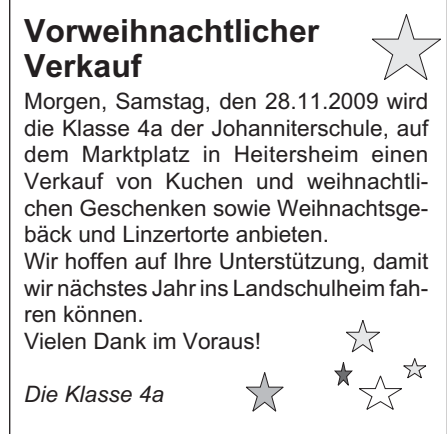 Vorweihnachtlicher
Verkauf
Morgen, Samstag, den 28.11.2009 wird
die Klasse 4a der Johanniterschule, auf
dem Marktplatz in Heitersheim einen
Verkauf von Kuchen und weihnachtli-
chen Geschenken sowie Weihnachtsge-
bäck und Linzertorte anbieten.
Wir hoffen auf Ihre Unterstützung, damit
wir nächstes Jahr ins Landschulheim fah-
ren können.
Vielen Dank im Voraus!
Die Klasse 4a